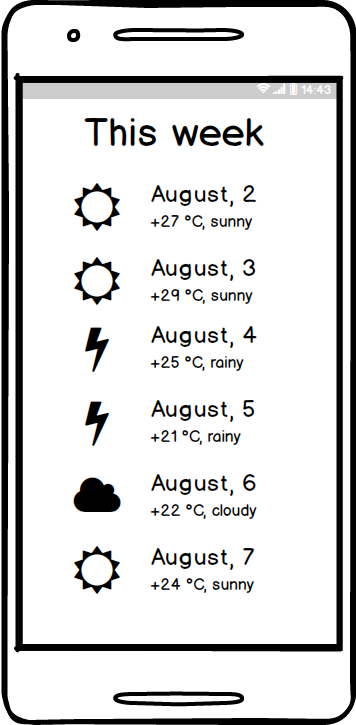 14:43
This week
August, 2
+27 °C, sunny
August, 3
+29 °C, sunny
August, 4
+25 °C, rainy
August, 5
+21 °C, rainy
August, 6
+22 °C, cloudy
August, 7
+24 °C, sunny